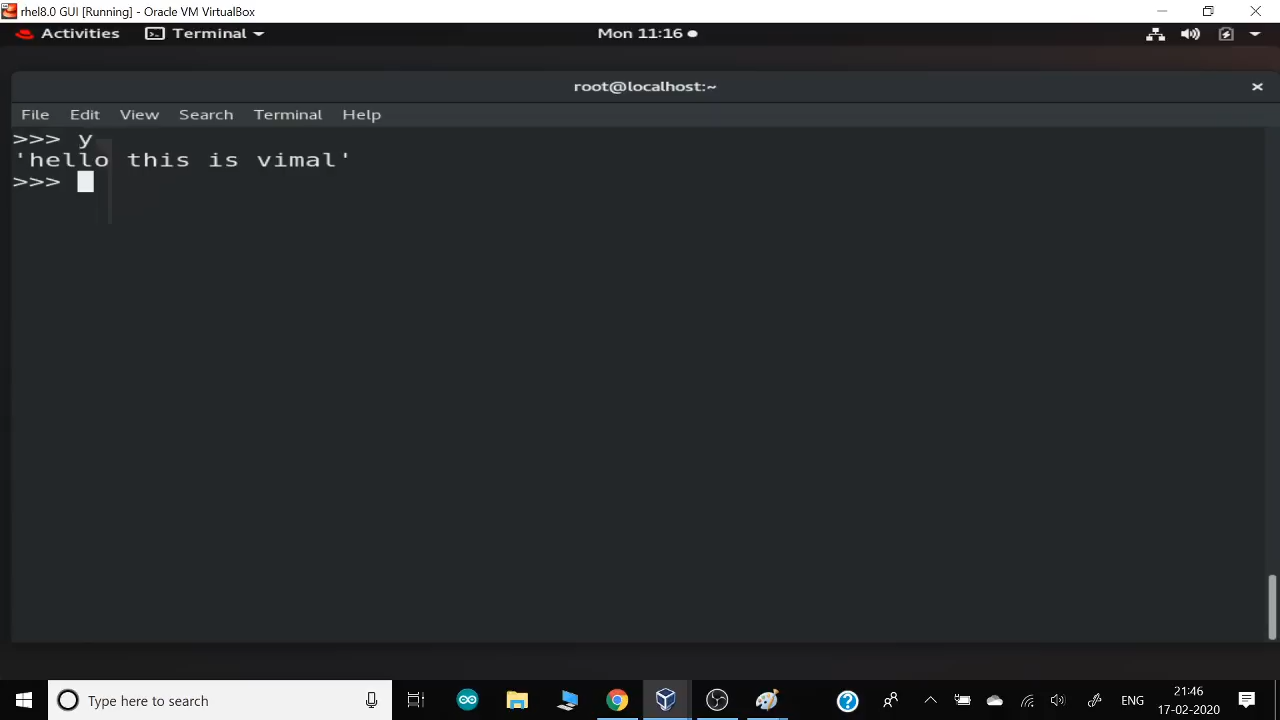 rhel8.0 GUI [Running] - Oracle VM VirtualBox
Activities Terminal Mon 11:16
root@localhost:~
File Edit View Search Terminal Help
>>> y
'hello this is vimal'
>>>
Type here to search ENG 21:46
17-02-2020